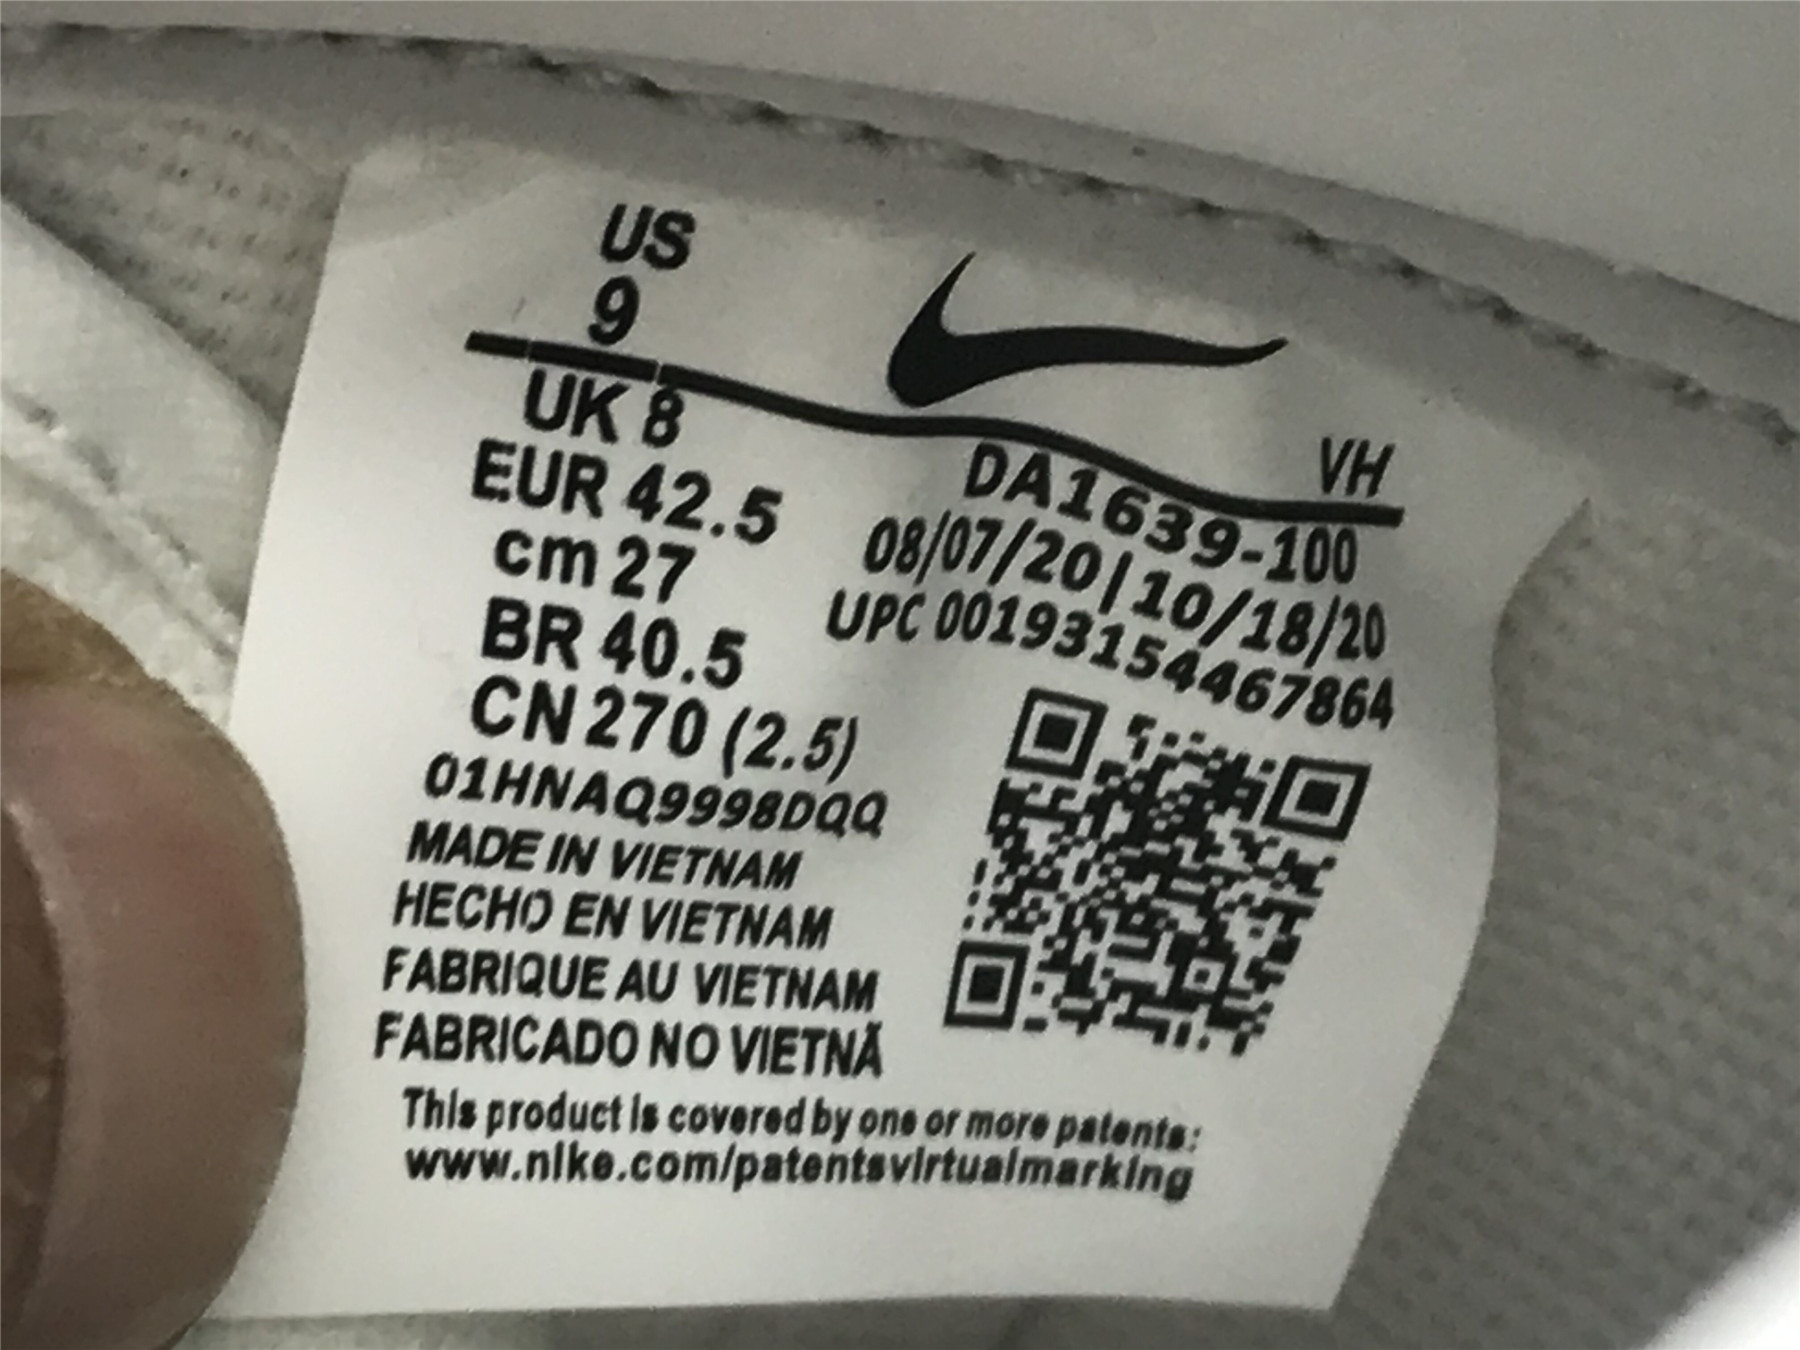 US
9
UK 8
EUR 42.5
cm 27
BR 40.5
CN 270 (2.5)
01HNAQ9998DQQ
MADE IN VIETNAM
HECHO EN VIETNAM
FABRIQUE AU VIETNAM
FABRICADO NO VIETNÃ
VH
DA1639-100
08/07/20|10/18/20
UPC 00193154467864
This product is covered by one or more patents:
www.nike.com/patentsvirtualmarking